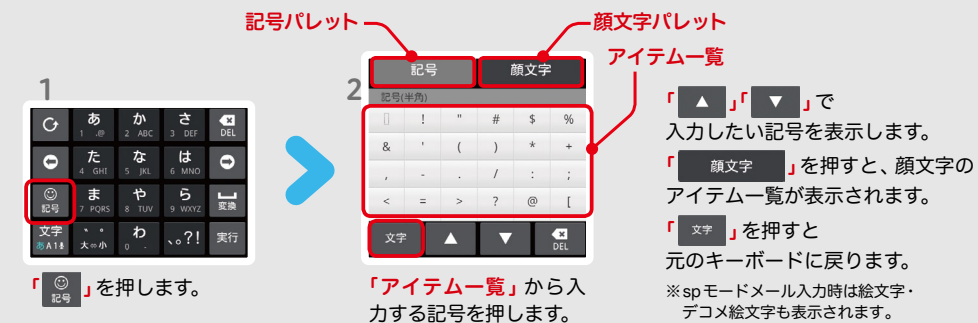 記号パレット
顔文字パレット
アイテム一覧
1
あ
1 .@
か
2 ABC
さ
3 DEF
DEL
た
4 GHI
な
5 JKL
は
6 MNO
記号
ま
7 PQRS
や
8 TUV
ら
9 WXYZ
変換
文字
あA1
゛゜
大⇔小
わ
0 -
、。?!
実行
「 記号 」を押します。
2
記号 顔文字
記号(半角)
! " # $ %
& ' ( ) * +
, - . / : ;
< = > ? @ [
文字 ▲ ▼ DEL
「アイテム一覧」から入
力する記号を押します。
「 ▲ 」「 ▼ 」で
入力したい記号を表示します。
「 顔文字 」を押すと、顔文字の
アイテム一覧が表示されます。
「 文字 」を押すと
元のキーボードに戻ります。
※spモードメール入力時は絵文字・
デコメ絵文字も表示されます。